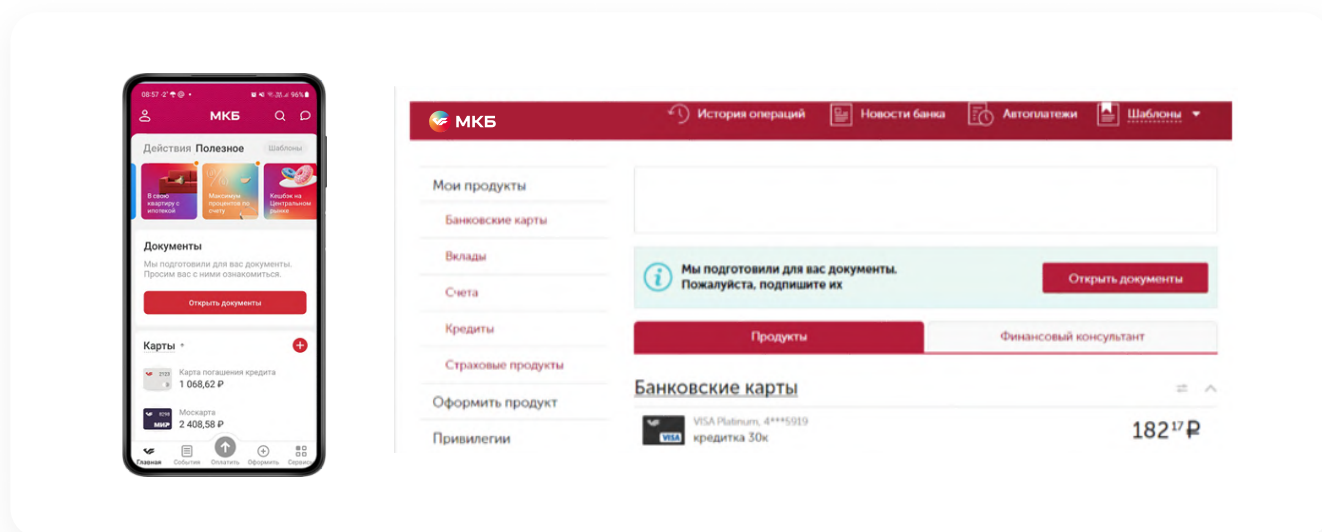 08:57
96%
МКБ
Действия Полезное Шаблоны
В свою
квартиру с
ипотекой
Максимум
процентов по
счету
Кешбэк на
Центральном
рынке
Документы
Мы подготовили для вас документы.
Просим вас с ними ознакомиться.
Открыть документы
Карты
2123
Карта погашения кредита
1 068,62 ₽
МИР
Москарта
2 408,58 ₽
Главная События Оплатить Оформить Сервисы
МКБ
История операций
Новости банка
Автоплатежи
Шаблоны
Мои продукты
Банковские карты
Вклады
Счета
Кредиты
Страховые продукты
Оформить продукт
Привилегии
Мы подготовили для вас документы.
Пожалуйста, подпишите их
Открыть документы
Продукты
Финансовый консультант
Банковские карты
VISA
VISA Platinum, 4***5919
кредитка 30к
182 17 ₽